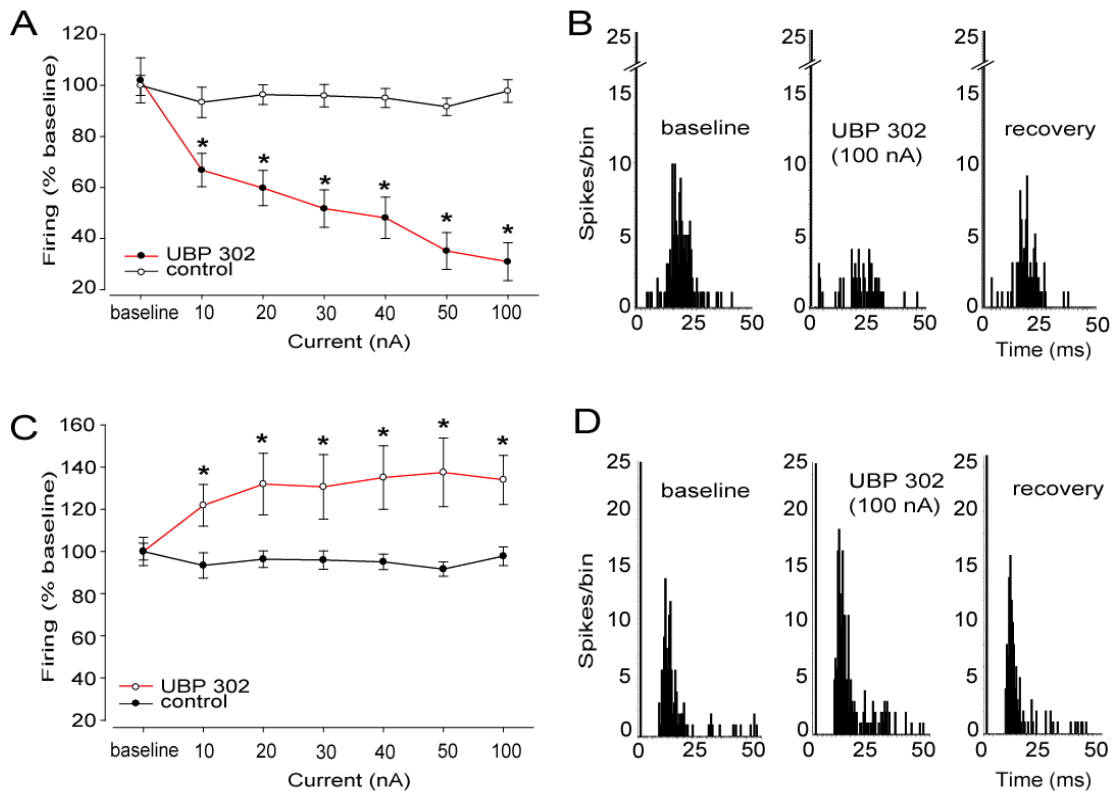 A
Firing (% baseline)
120
100
80
60
40
20
*
*
*
*
*
*
UBP 302
control
baseline 10 20 30 40 50 100
Current (nA)
B
Spikes/bin
25
15
10
5
0
baseline
0 25 50
25
15
10
5
0
UBP 302
(100 nA)
0 25 50
25
15
10
5
0
recovery
0 25 50
Time (ms)
C
Firing (% baseline)
160
140
120
100
80
60
40
20
*
*
*
*
*
*
UBP 302
control
baseline 10 20 30 40 50 100
Current (nA)
D
Spikes/bin
25
20
15
10
5
0
baseline
0 25 50
25
20
15
10
5
0
UBP 302
(100 nA)
0 25 50
25
20
15
10
5
0
recovery
0 25 50
Time (ms)